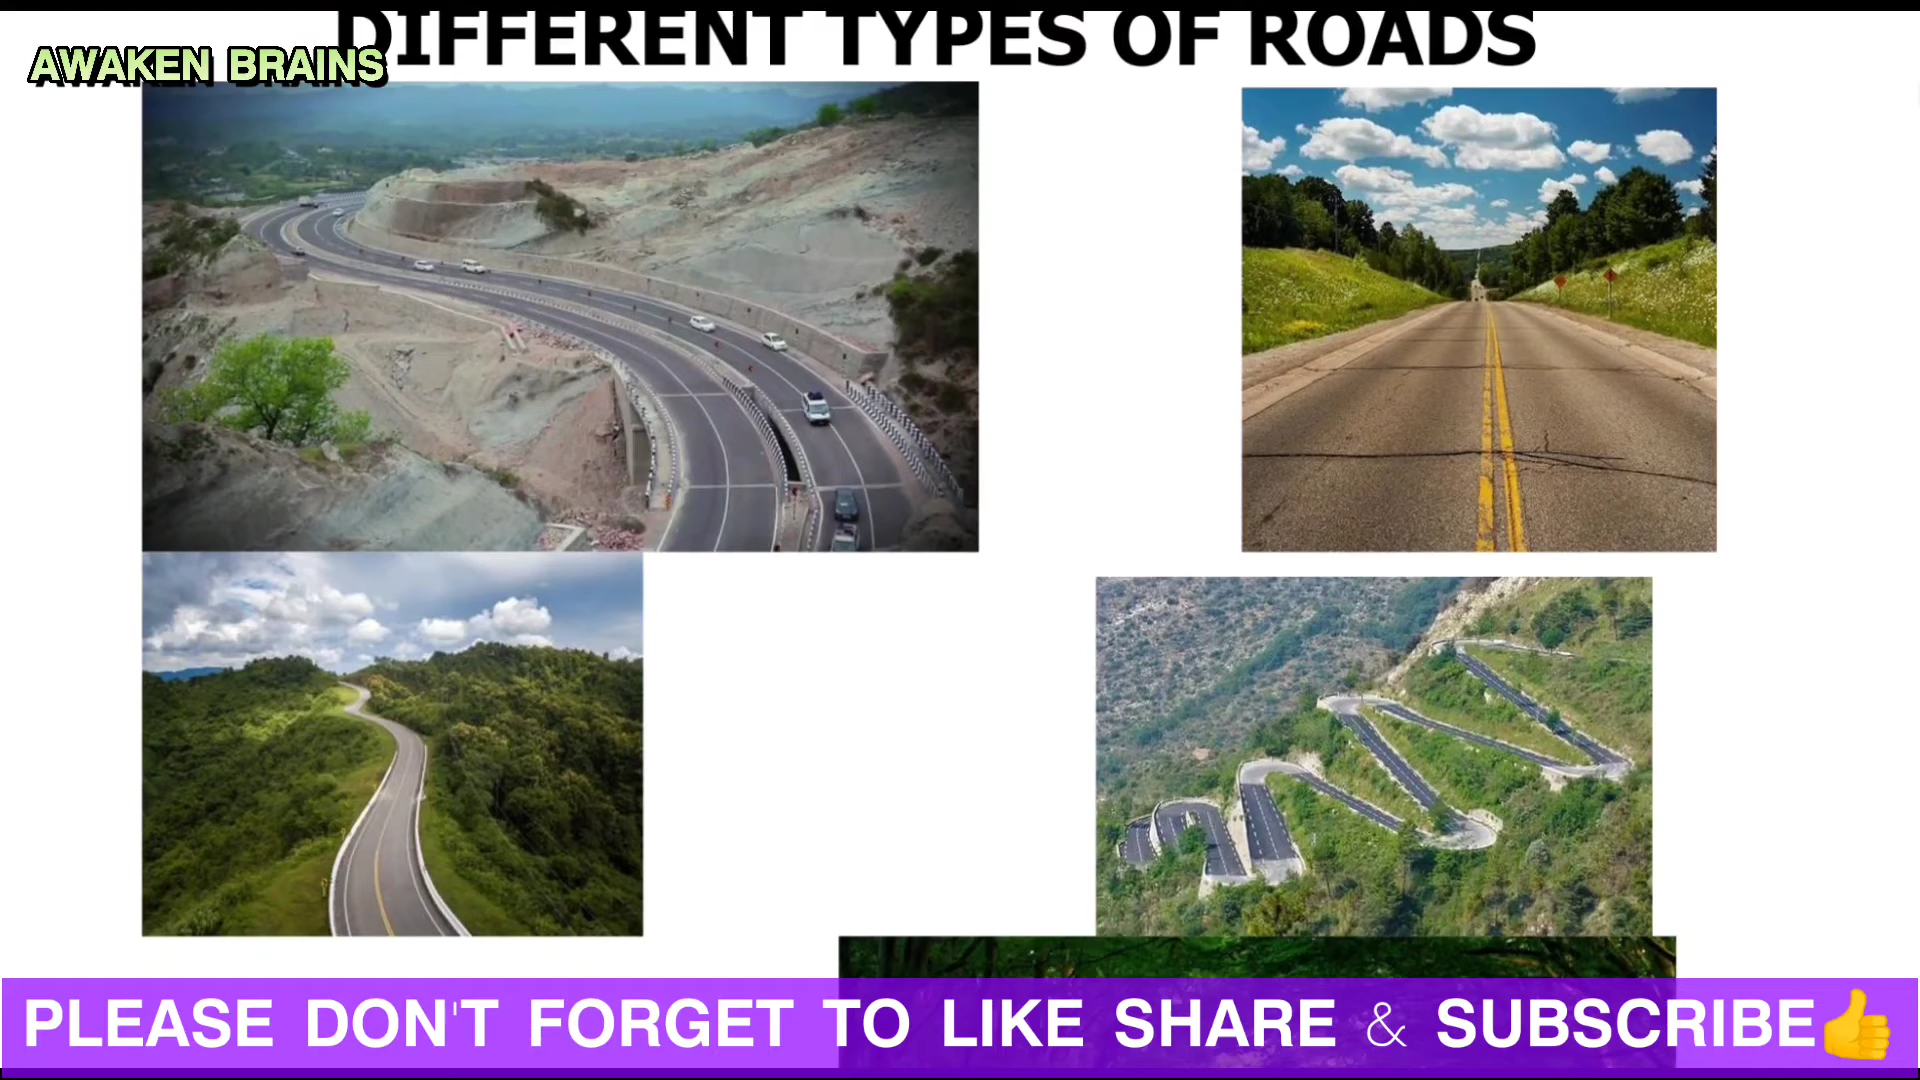 DIFFERENT TYPES OF ROADS
AWAKEN BRAINS
PLEASE DON'T FORGET TO LIKE SHARE & SUBSCRIBE👍